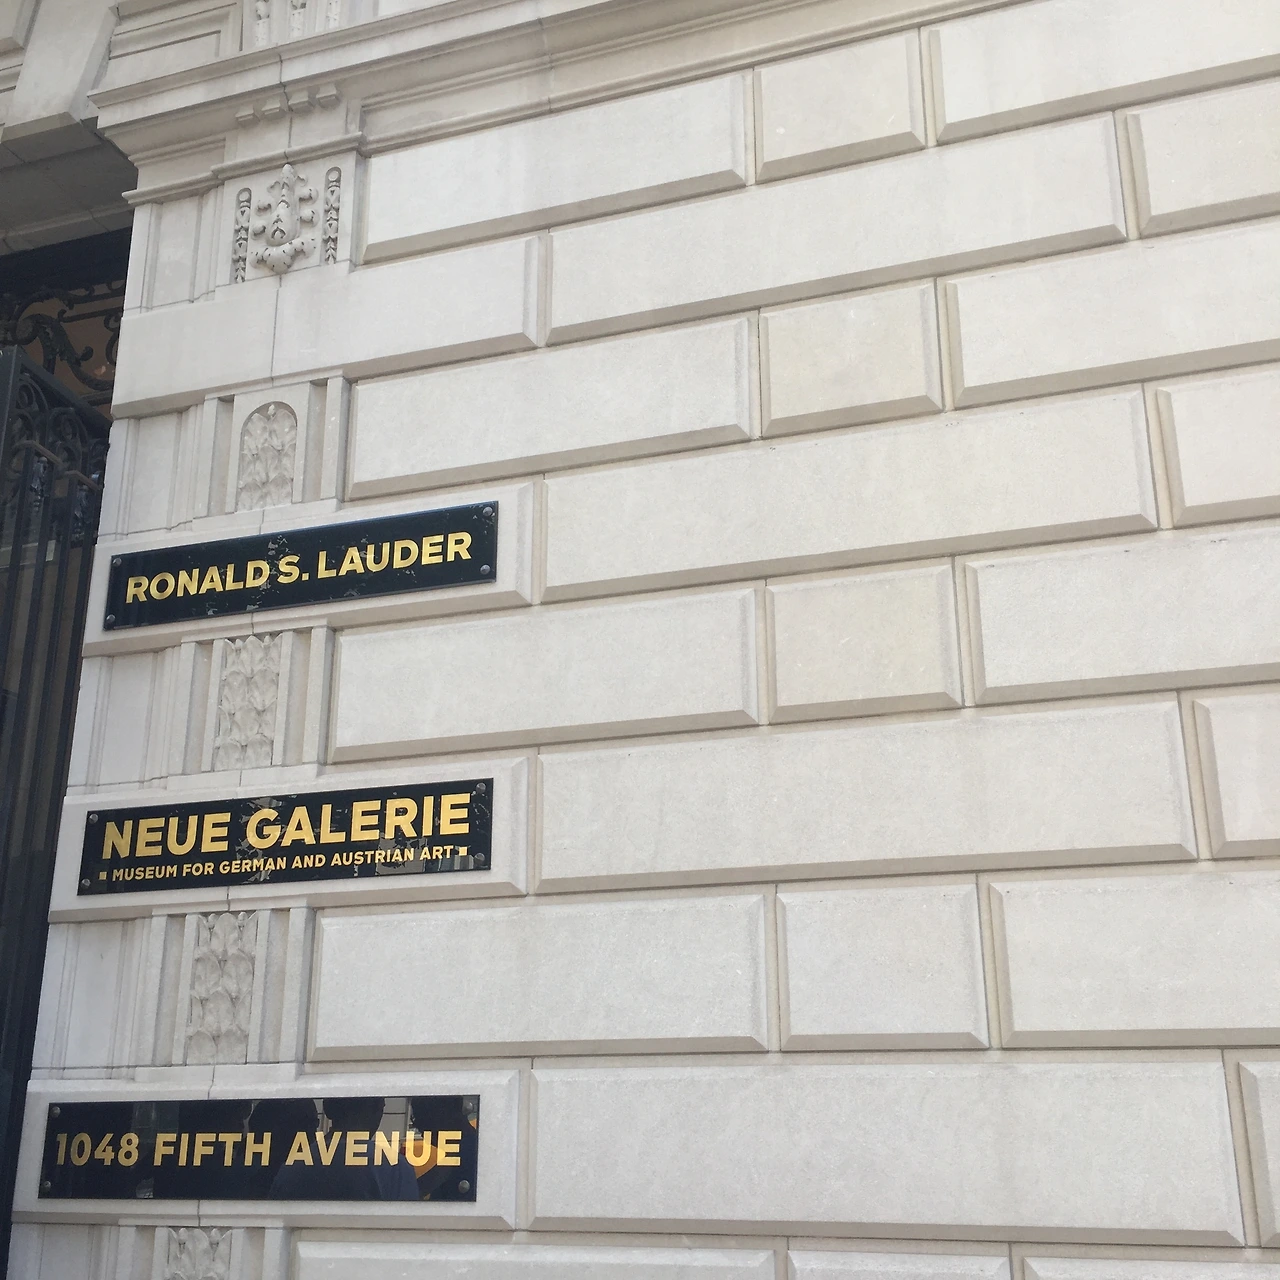 RONALD S. LAUDER
NEUE GALERIE
▪ MUSEUM FOR GERMAN AND AUSTRIAN ART ▪
1048 FIFTH AVENUE